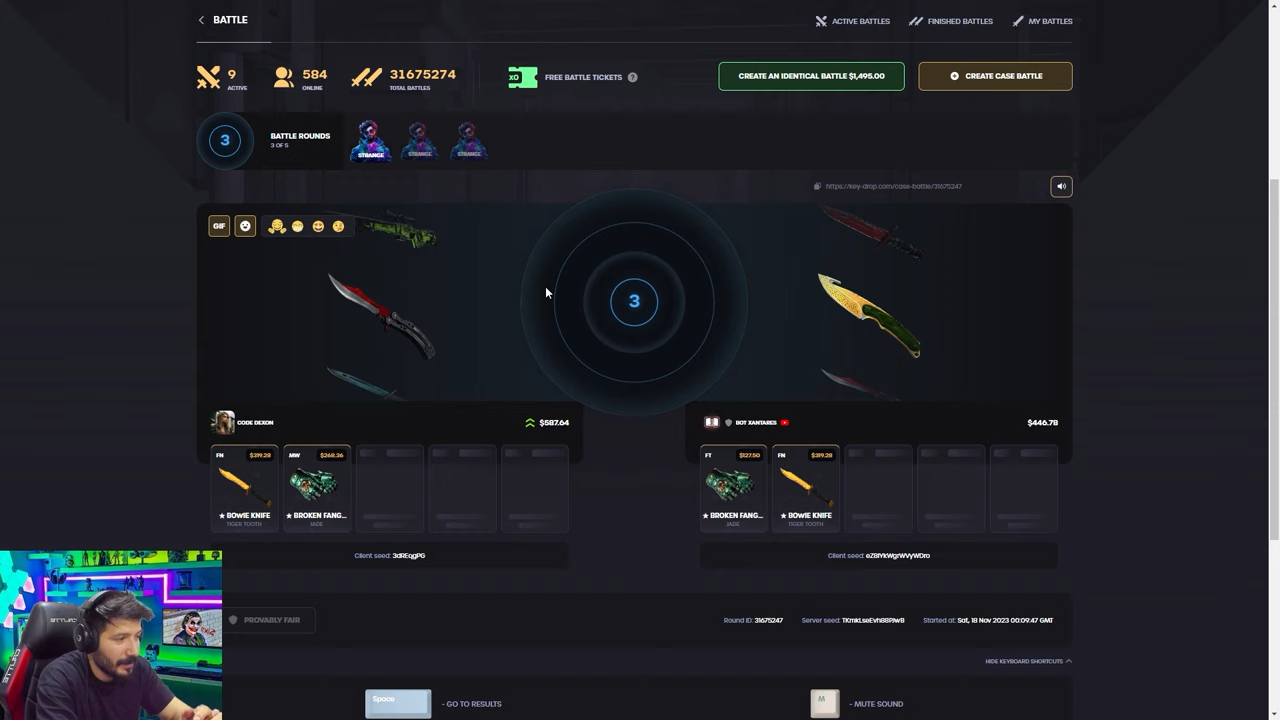 BATTLE
ACTIVE BATTLES
FINISHED BATTLES
MY BATTLES
9
ACTIVE
584
ONLINE
31675274
TOTAL BATTLES
XO
FREE BATTLE TICKETS ?
CREATE AN IDENTICAL BATTLE $1,495.00
CREATE CASE BATTLE
3
BATTLE ROUNDS
3 OF 5
STRANGE
STRANGE
STRANGE
https://key-drop.com/case-battle/31675247
GIF
3
CODE DEXON
$587.64
BOT XANTARES
$446.78
FN $319.28
MW $268.36
FT $127.50
FN $319.28
★ BOWIE KNIFE
TIGER TOOTH
★ BROKEN FANG...
JADE
★ BROKEN FANG...
JADE
★ BOWIE KNIFE
TIGER TOOTH
Client seed: 3dREqgPG
Client seed: eZ8IYkWgrWVyWDro
PROVABLY FAIR
Round ID: 31675247
Started at: Sat, 18 Nov 2023 00:09:47 GMT
HIDE KEYBOARD SHORTCUTS
Space
- GO TO RESULTS
M
- MUTE SOUND